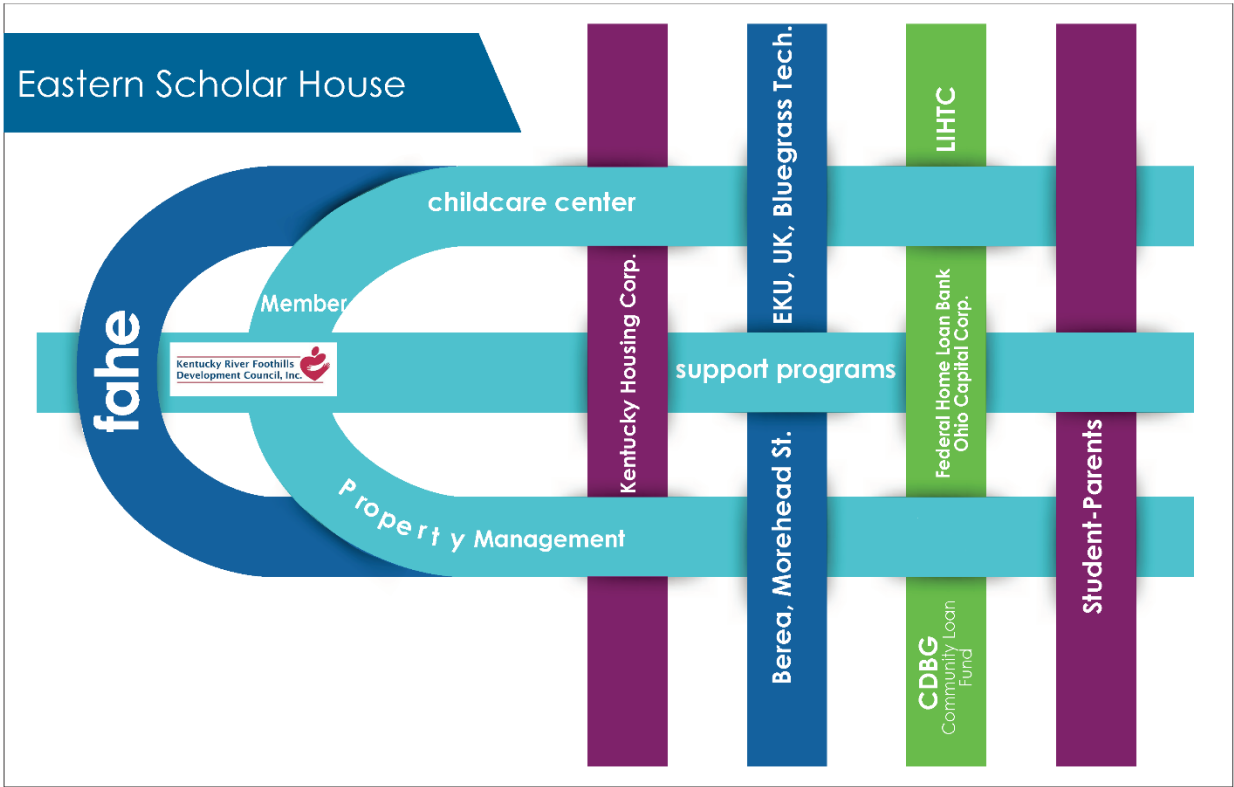 Eastern Scholar House
childcare center
Member
fahe
Kentucky River Foothills
Development Council, Inc.
support programs
Property Management
Kentucky Housing Corp.
EKU, UK, Bluegrass Tech.
Berea, Morehead St.
LIHTC
Federal Home Loan Bank
Ohio Capital Corp.
CDBG
Community Loan
Fund
Student-Parents